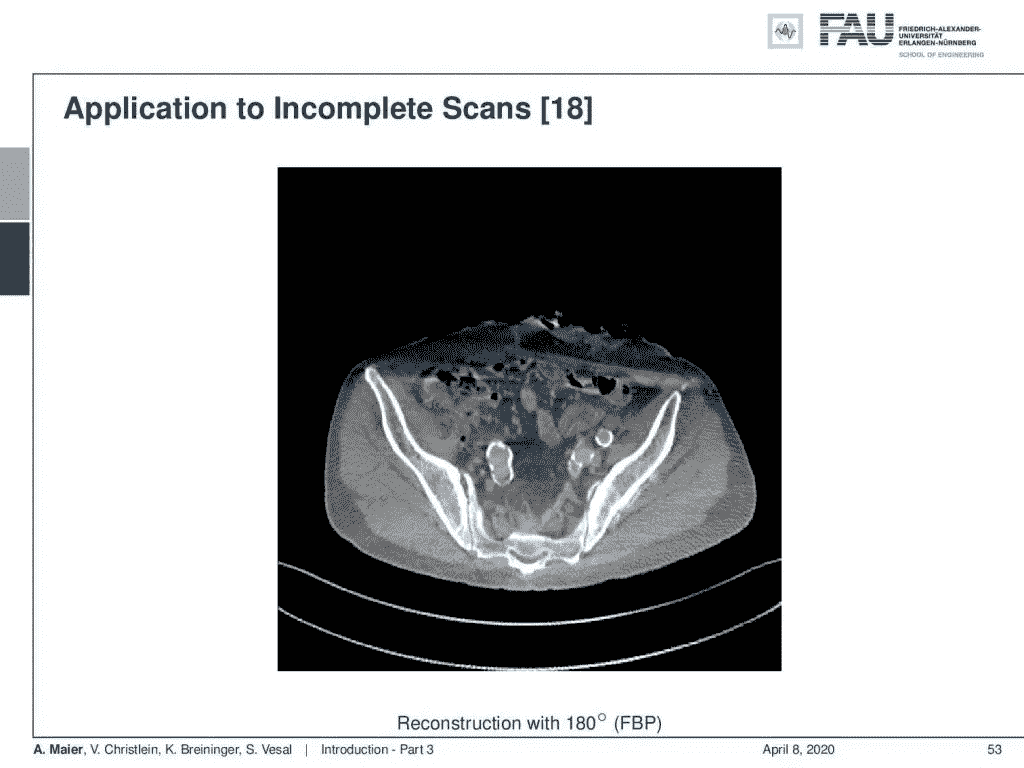 FAU
FRIEDRICH-ALEXANDER-
UNIVERSITÄT
ERLANGEN-NÜRNBERG
SCHOOL OF ENGINEERING
Application to Incomplete Scans [18]
Reconstruction with 180° (FBP)
A. Maier, V. Christlein, K. Breininger, S. Vesal | Introduction - Part 3 April 8, 2020 53